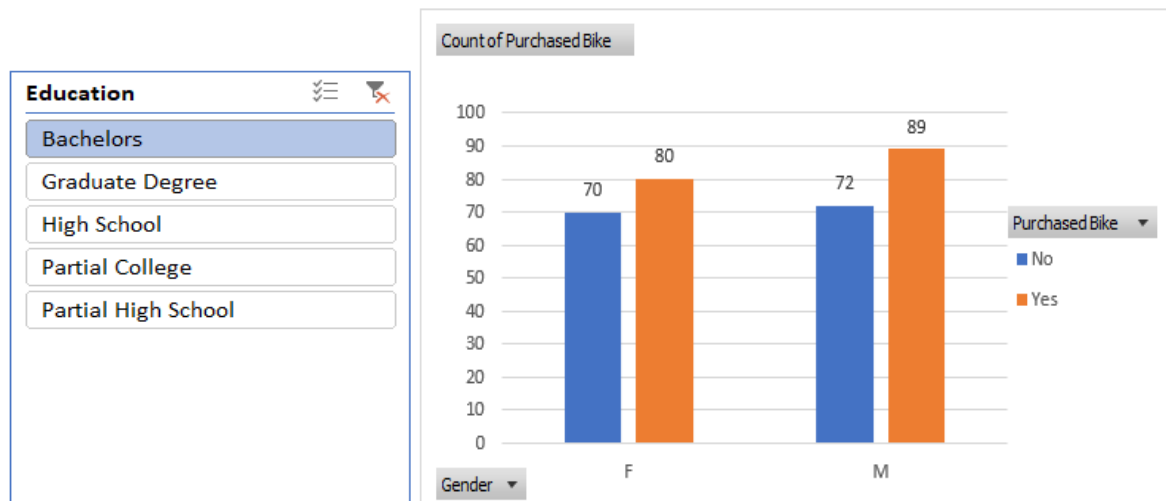 Education
Bachelors
Graduate Degree
High School
Partial College
Partial High School
Count of Purchased Bike
100
90
80
70
60
50
40
30
20
10
0
70
80
72
89
F
M
Gender
Purchased Bike
No
Yes